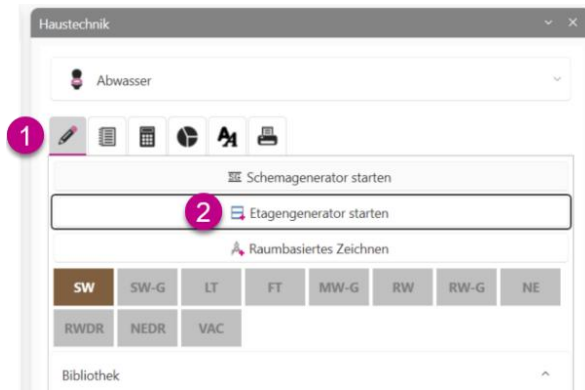 Haustechnik
Abwasser
1
Schemagenerator starten
2 Etagengenerator starten
Raumbasiertes Zeichnen
SW SW-G LT FT MW-G RW RW-G NE
RWDR NEDR VAC
Bibliothek